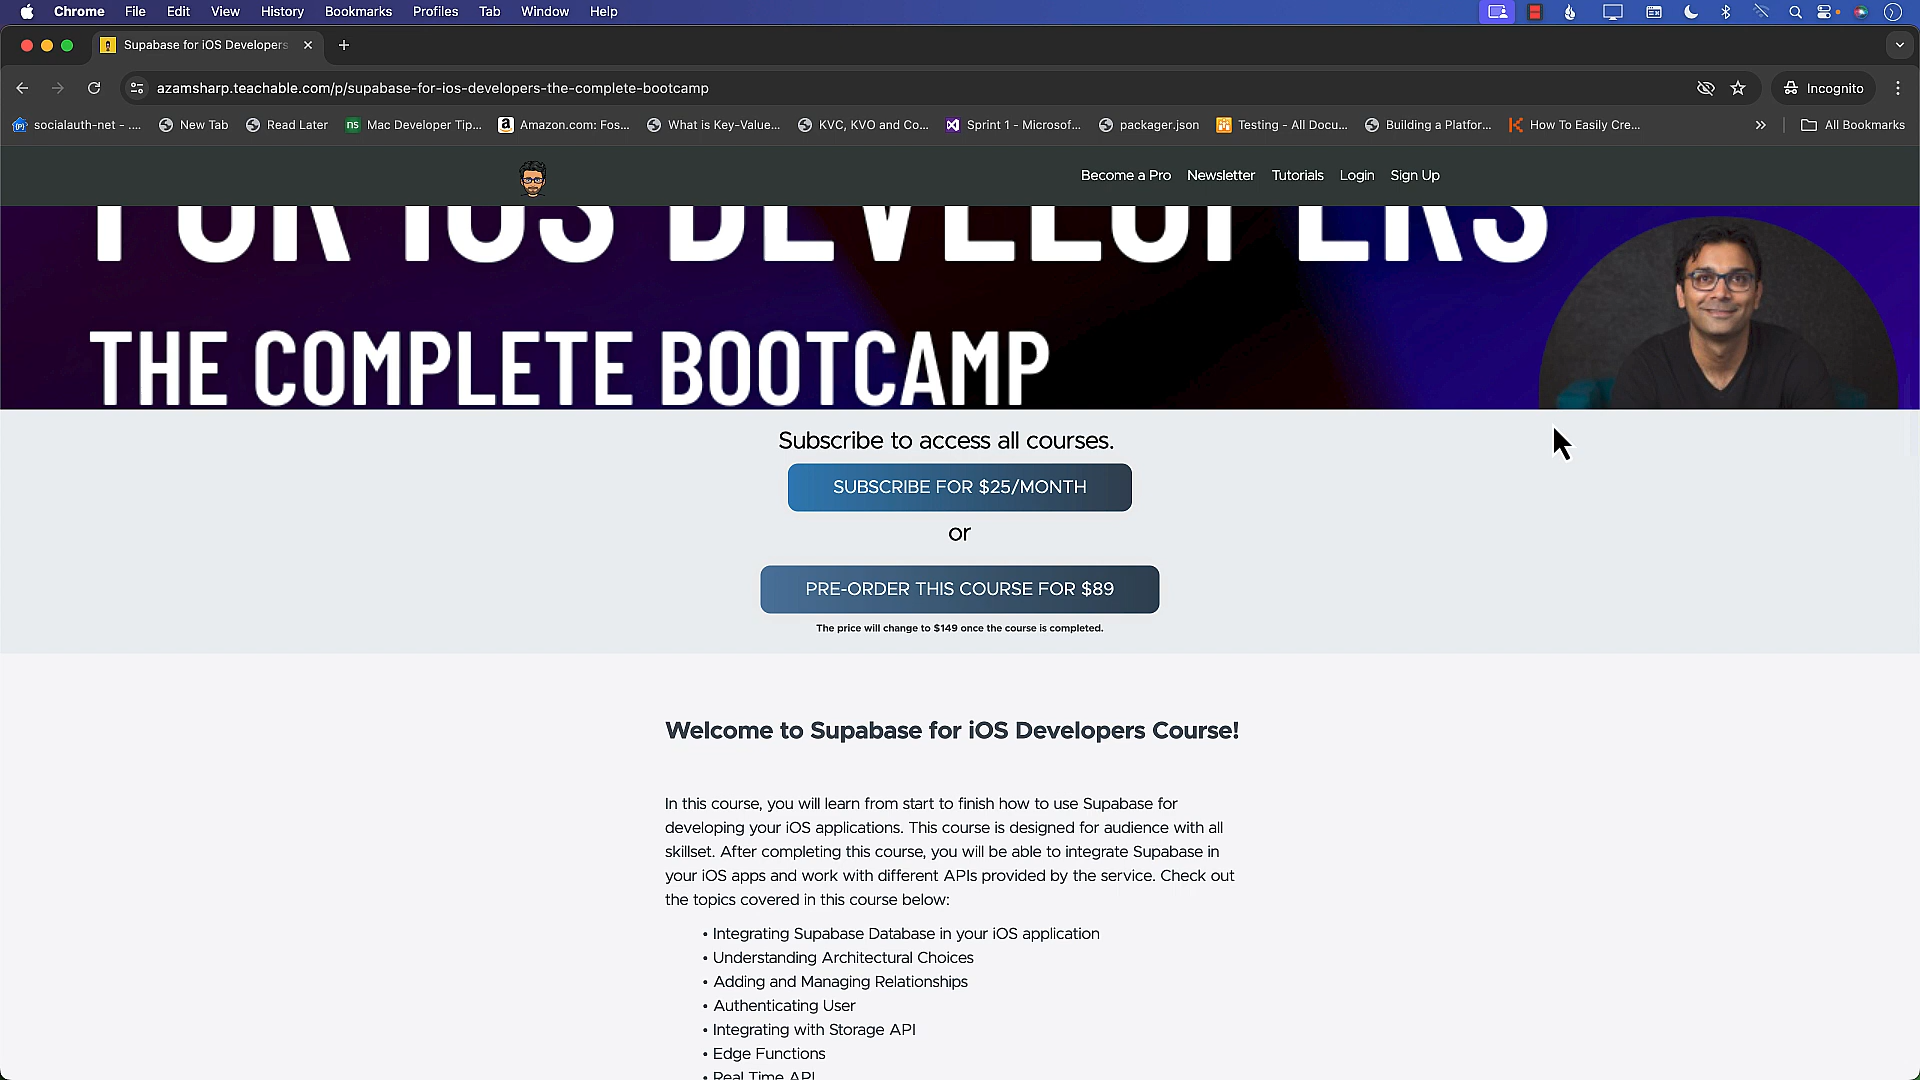 Chrome File Edit View History Bookmarks Profiles Tab Window Help
Supabase for iOS Developers
azamsharp.teachable.com/p/supabase-for-ios-developers-the-complete-bootcamp
Incognito
socialauth-net - .... New Tab Read Later Mac Developer Tip... Amazon.com: Fos... What is Key-Value... KVC, KVO and Co... Sprint 1 - Microsof... packager.json Testing - All Docu... Building a Platfor... How To Easily Cre... All Bookmarks
Become a Pro Newsletter Tutorials Login Sign Up
FOR IOS DEVELOPERS
THE COMPLETE BOOTCAMP
Subscribe to access all courses.
SUBSCRIBE FOR $25/MONTH
or
PRE-ORDER THIS COURSE FOR $89
The price will change to $149 once the course is completed.
Welcome to Supabase for iOS Developers Course!
In this course, you will learn from start to finish how to use Supabase for
developing your iOS applications. This course is designed for audience with all
skillset. After completing this course, you will be able to integrate Supabase in
your iOS apps and work with different APIs provided by the service. Check out
the topics covered in this course below:
• Integrating Supabase Database in your iOS application
• Understanding Architectural Choices
• Adding and Managing Relationships
• Authenticating User
• Integrating with Storage API
• Edge Functions
• Real Time API